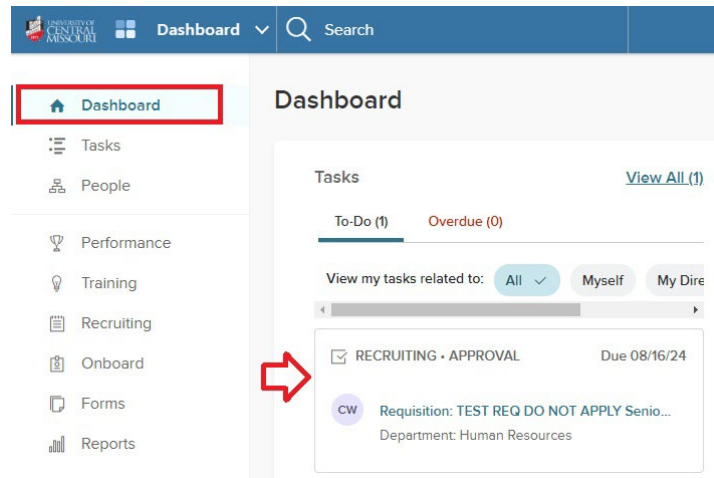 UNIVERSITY OF
CENTRAL
MISSOURI
Dashboard
Search
Dashboard
Tasks
People
Performance
Training
Recruiting
Onboard
Forms
Reports
Dashboard
Tasks
View All (1)
To-Do (1)
Overdue (0)
View my tasks related to:
All
Myself
My Dire
RECRUITING • APPROVAL
Due 08/16/24
CW
Requisition: TEST REQ DO NOT APPLY Senio...
Department: Human Resources